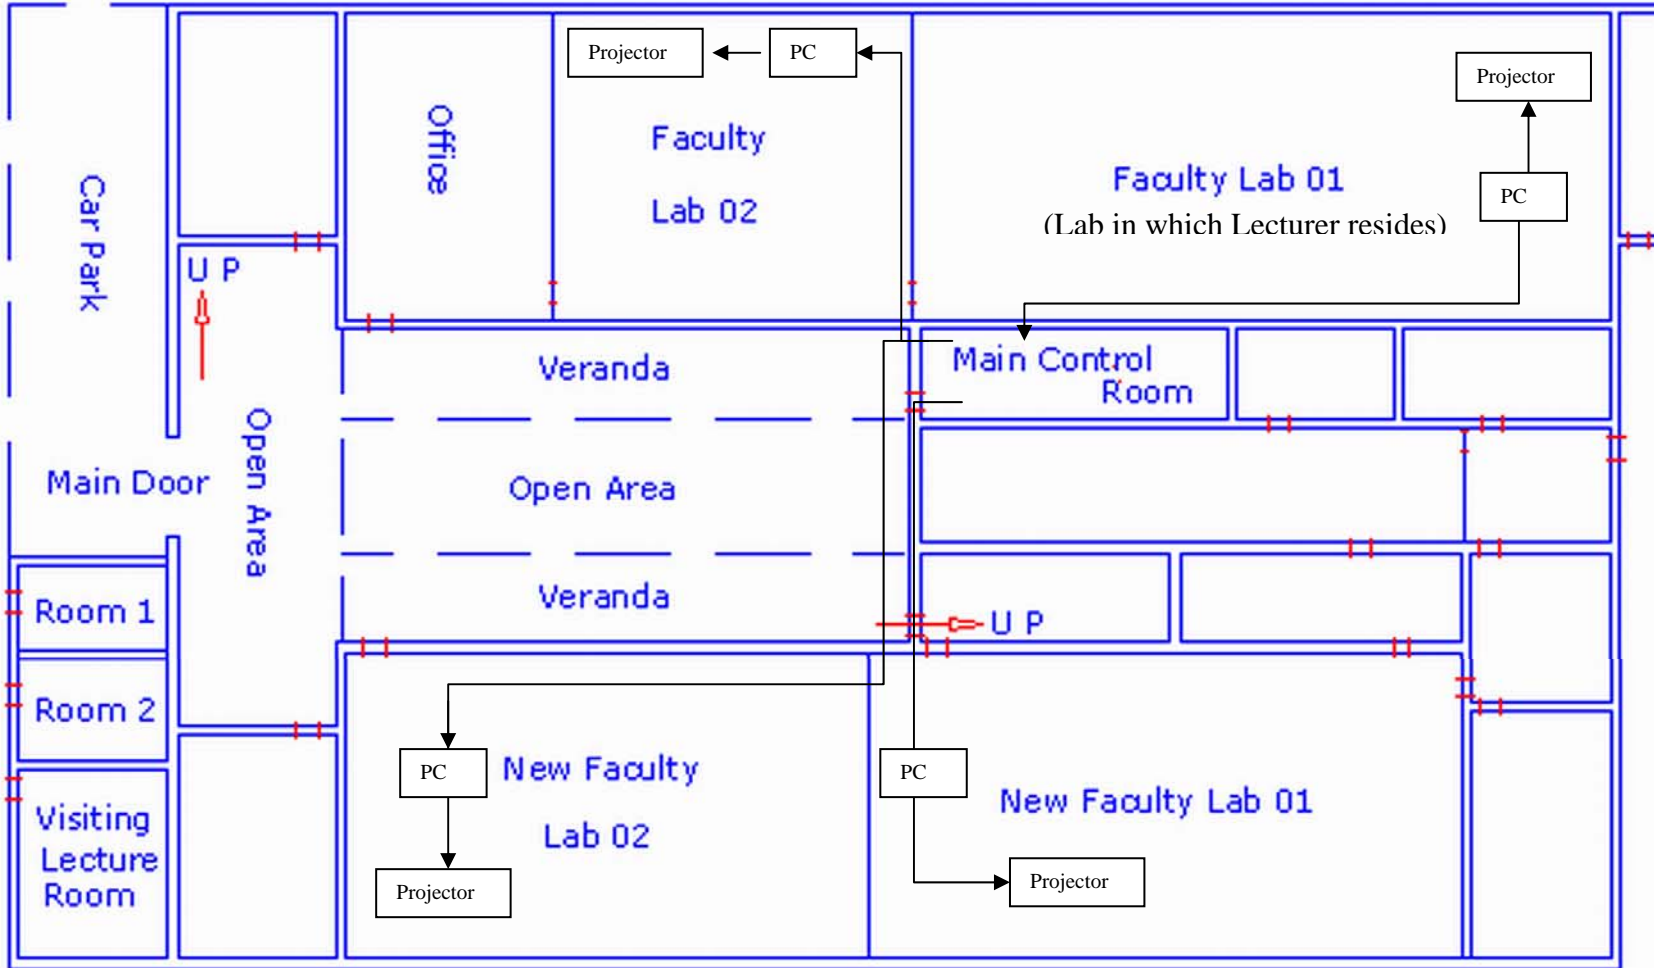 Projector
PC
Projector
Office
Faculty
Lab 02
Faculty Lab 01
PC
(Lab in which Lecturer resides)
Car Park
U P
Veranda
Main Control
Room
Open Area
Main Door
Open Area
Veranda
Room 1
U P
Room 2
PC
New Faculty
Lab 02
PC
New Faculty Lab 01
Visiting
Lecture
Room
Projector
Projector